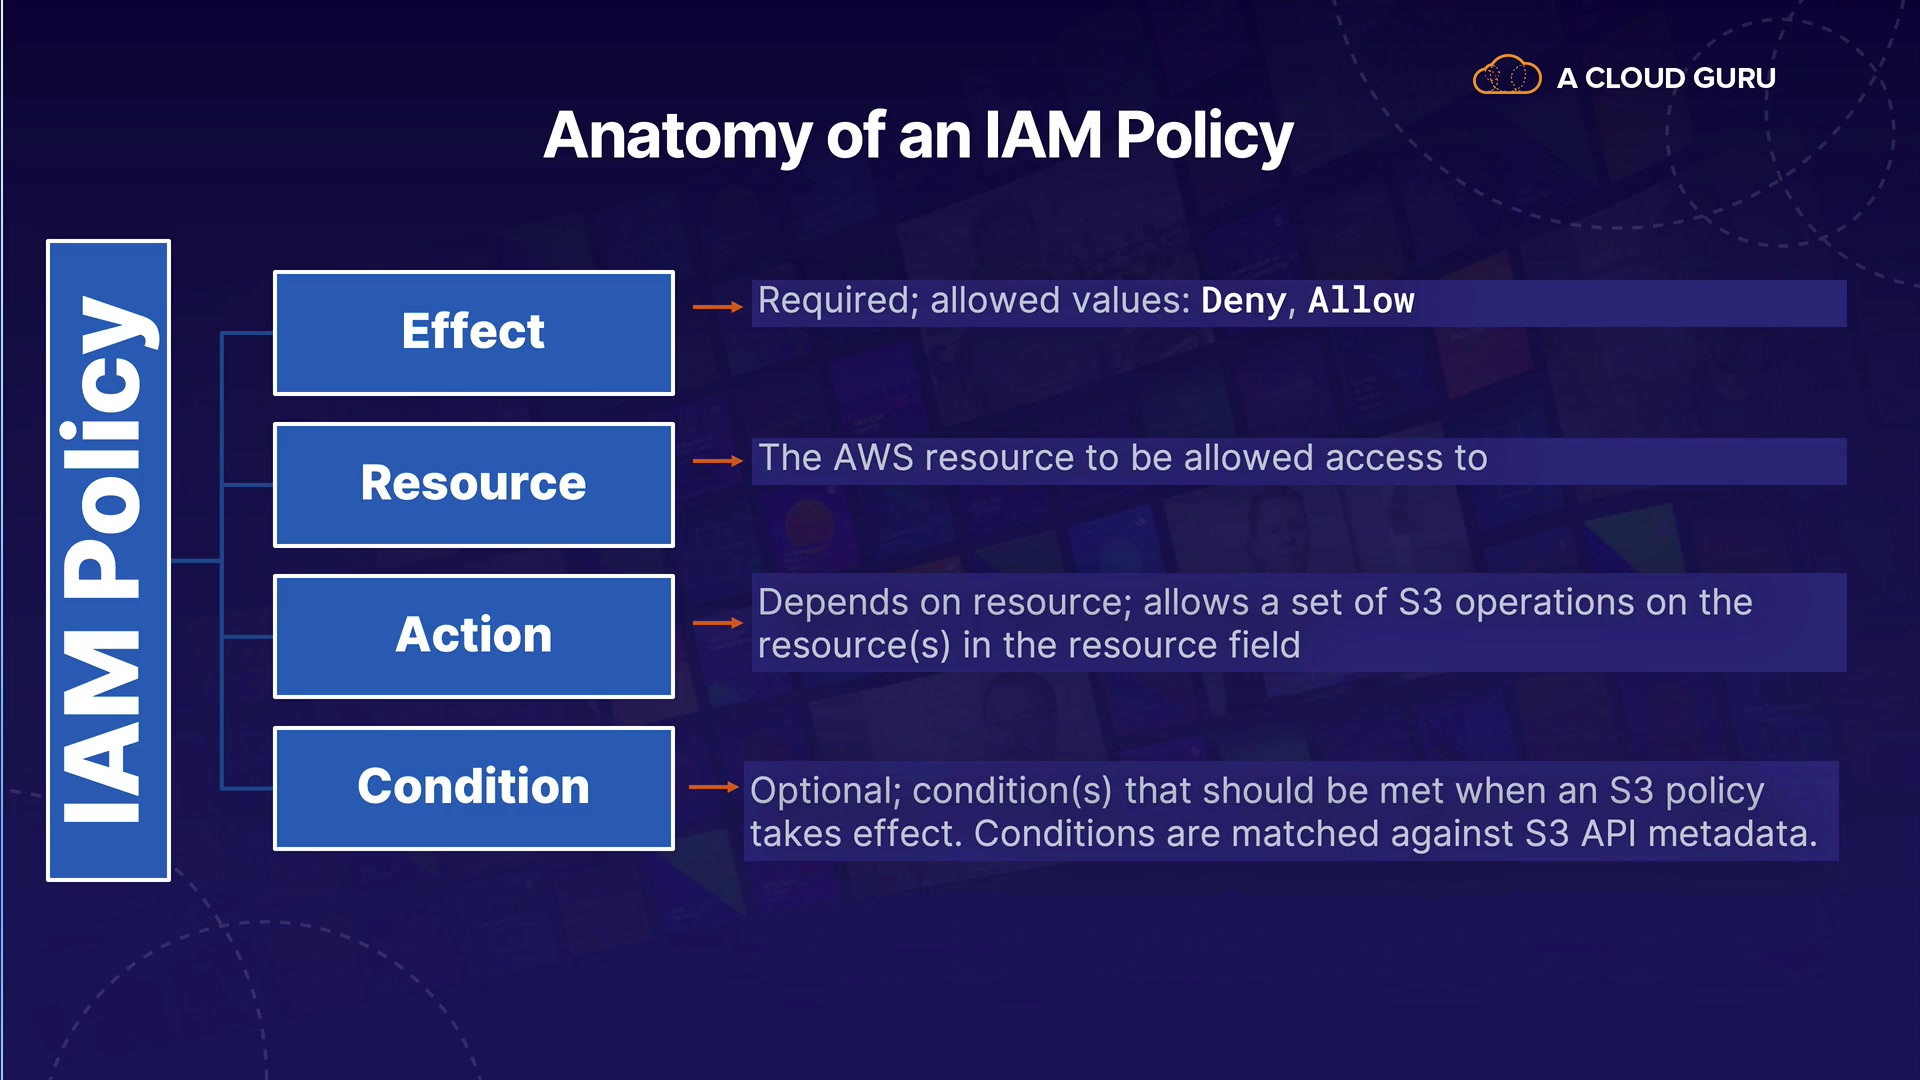 A CLOUD GURU
Anatomy of an IAM Policy
IAM Policy
Effect
Required; allowed values: Deny, Allow
Resource
The AWS resource to be allowed access to
Action
Depends on resource; allows a set of S3 operations on the
resource(s) in the resource field
Condition
Optional; condition(s) that should be met when an S3 policy
takes effect. Conditions are matched against S3 API metadata.